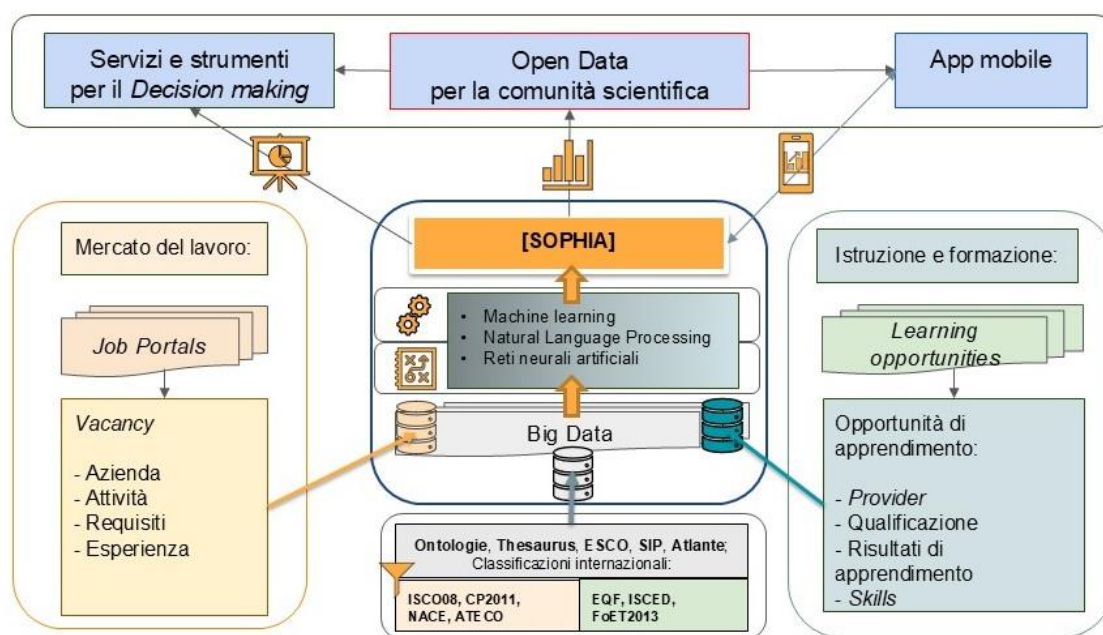 Servizi e strumenti
per il Decision making
Open Data
per la comunità scientifica
App mobile
Mercato del lavoro:
Job Portals
Vacancy
- Azienda
- Attività
- Requisiti
- Esperienza
[SOPHIA]
• Machine learning
• Natural Language Processing
• Reti neurali artificiali
Big Data
Ontologie, Thesaurus, ESCO, SIP, Atlante;
Classificazioni internazionali:
ISCO08, CP2011,
NACE, ATECO
EQF, ISCED,
FoET2013
Istruzione e formazione:
Learning
opportunities
Opportunità di
apprendimento:
- Provider
- Qualificazione
- Risultati di
apprendimento
- Skills